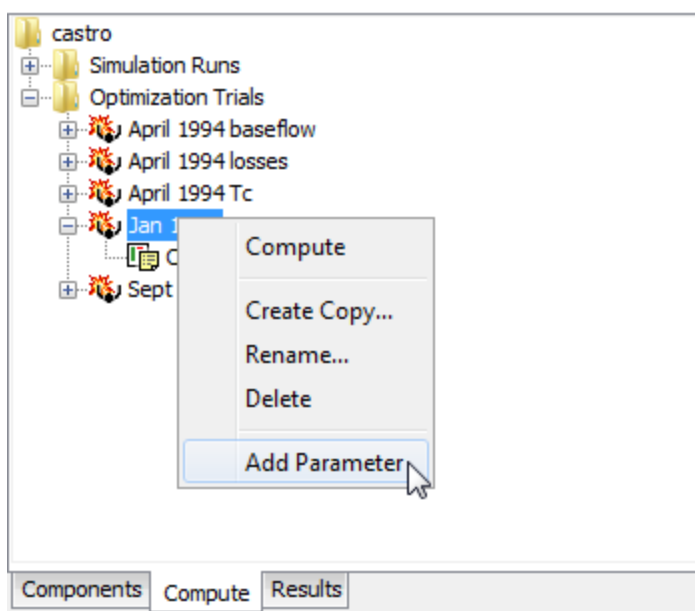 castro
Simulation Runs
Optimization Trials
April 1994 baseflow
April 1994 losses
April 1994 Tc
Jan
Compute
Create Copy...
Rename...
Delete
Add Parameter
Sept
Components Compute Results